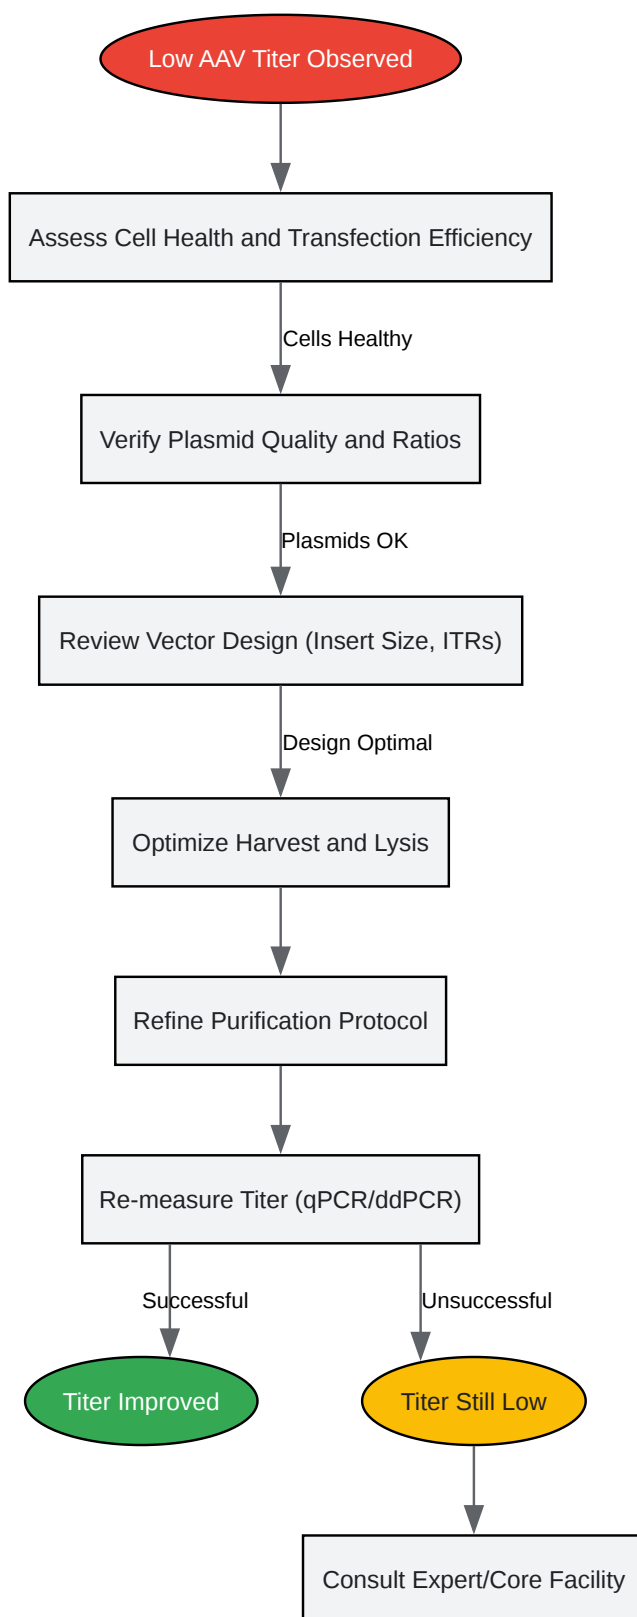 Low AAV Titer Observed
Assess Cell Health and Transfection Efficiency
Cells Healthy
Verify Plasmid Quality and Ratios
Plasmids OK
Review Vector Design (Insert Size, ITRs)
Design Optimal
Optimize Harvest and Lysis
Refine Purification Protocol
Re-measure Titer (qPCR/ddPCR)
Successful
Unsuccessful
Titer Improved
Titer Still Low
Consult Expert/Core Facility